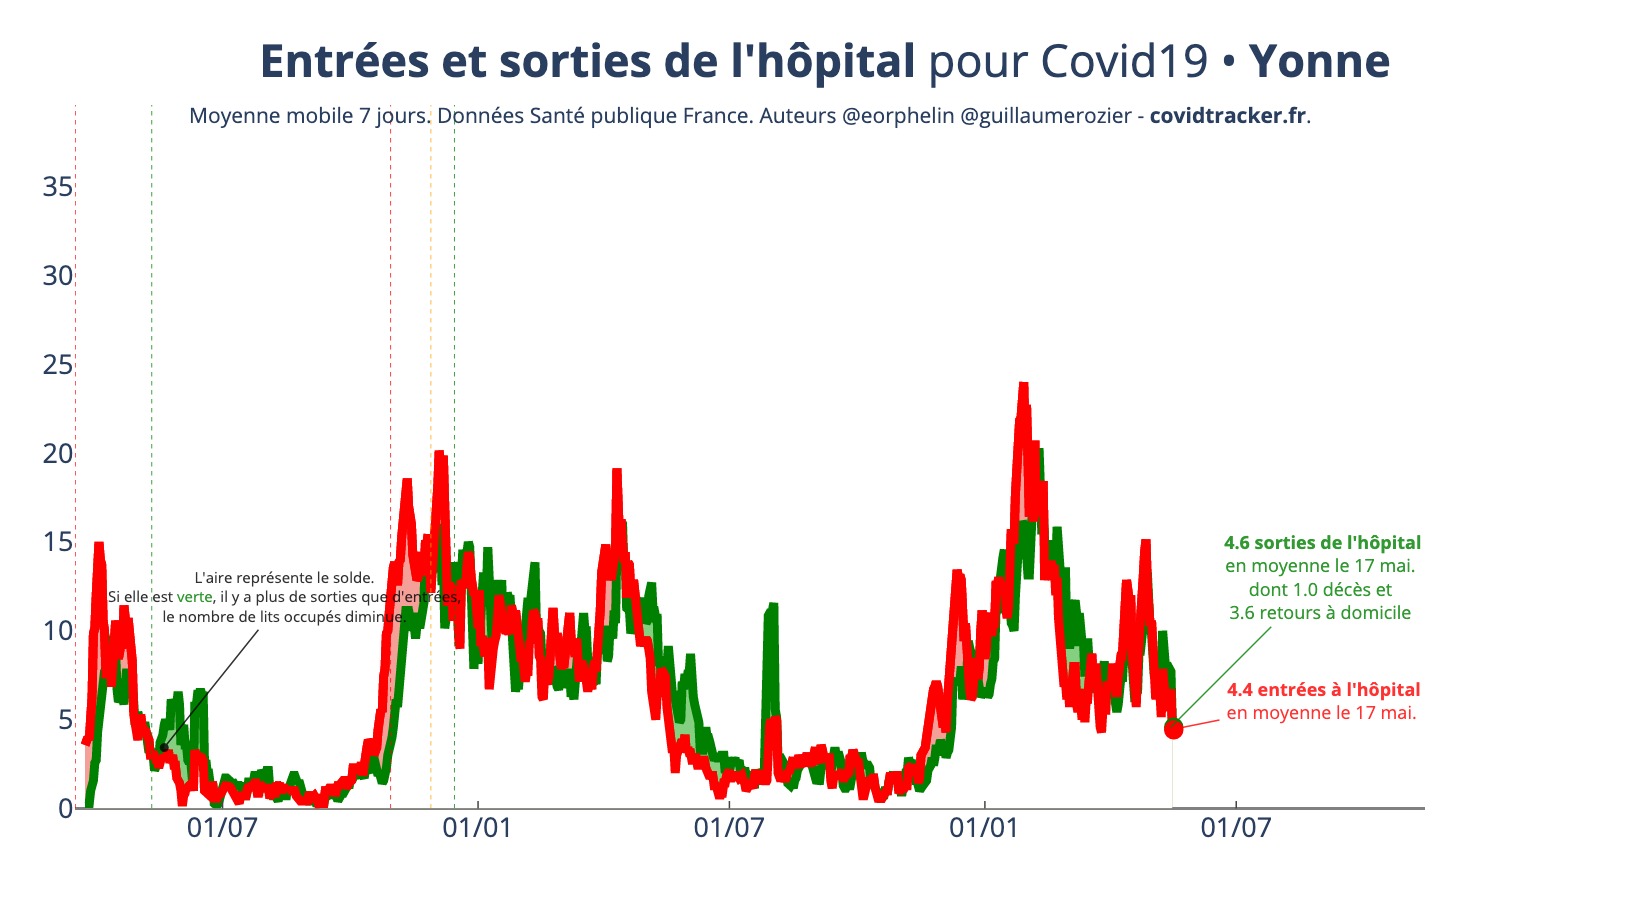 Entrées et sorties de l'hôpital pour Covid19 • Yonne
Moyenne mobile 7 jours. Données Santé publique France. Auteurs @eorphelin @guillaumerozier - covidtracker.fr.
35
30
25
20
15
10
5
0
L'aire représente le solde.
Si elle est verte, il y a plus de sorties que d'entrées,
le nombre de lits occupés diminue.
4.6 sorties de l'hôpital
en moyenne le 17 mai.
dont 1.0 décès et
3.6 retours à domicile
4.4 entrées à l'hôpital
en moyenne le 17 mai.
01/07
01/01
01/07
01/01
01/07